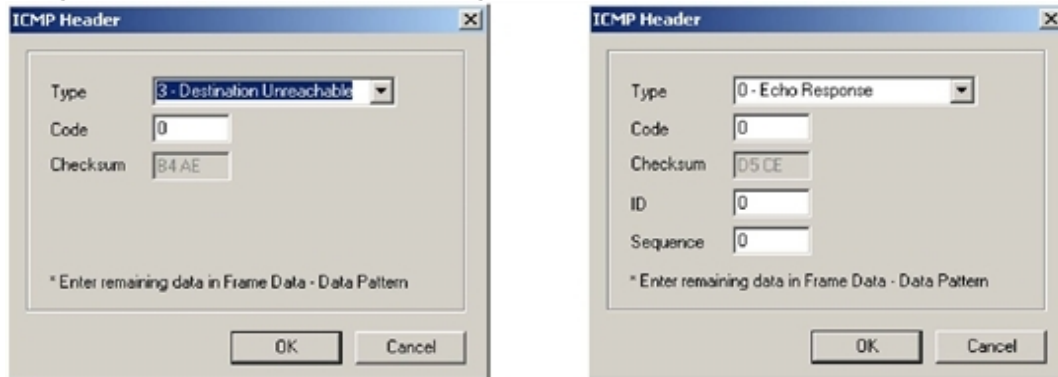 ICMP Header
Type 3 - Destination Unreachable
Code 0
Checksum B4 AE
* Enter remaining data in Frame Data - Data Pattern
OK Cancel
ICMP Header
Type 0 - Echo Response
Code 0
Checksum D5 CE
ID 0
Sequence 0
* Enter remaining data in Frame Data - Data Pattern
OK Cancel